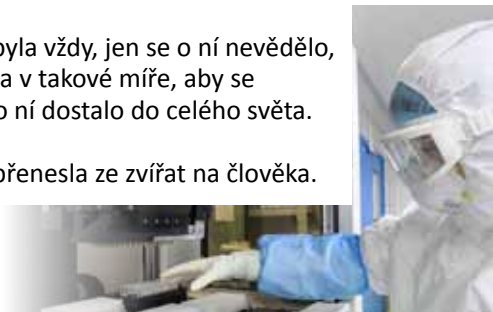 byla vždy, jen se o ní nevědělo,
a v takové míře, aby se
o ní dostalo do celého světa.
přenesla ze zvířat na člověka.